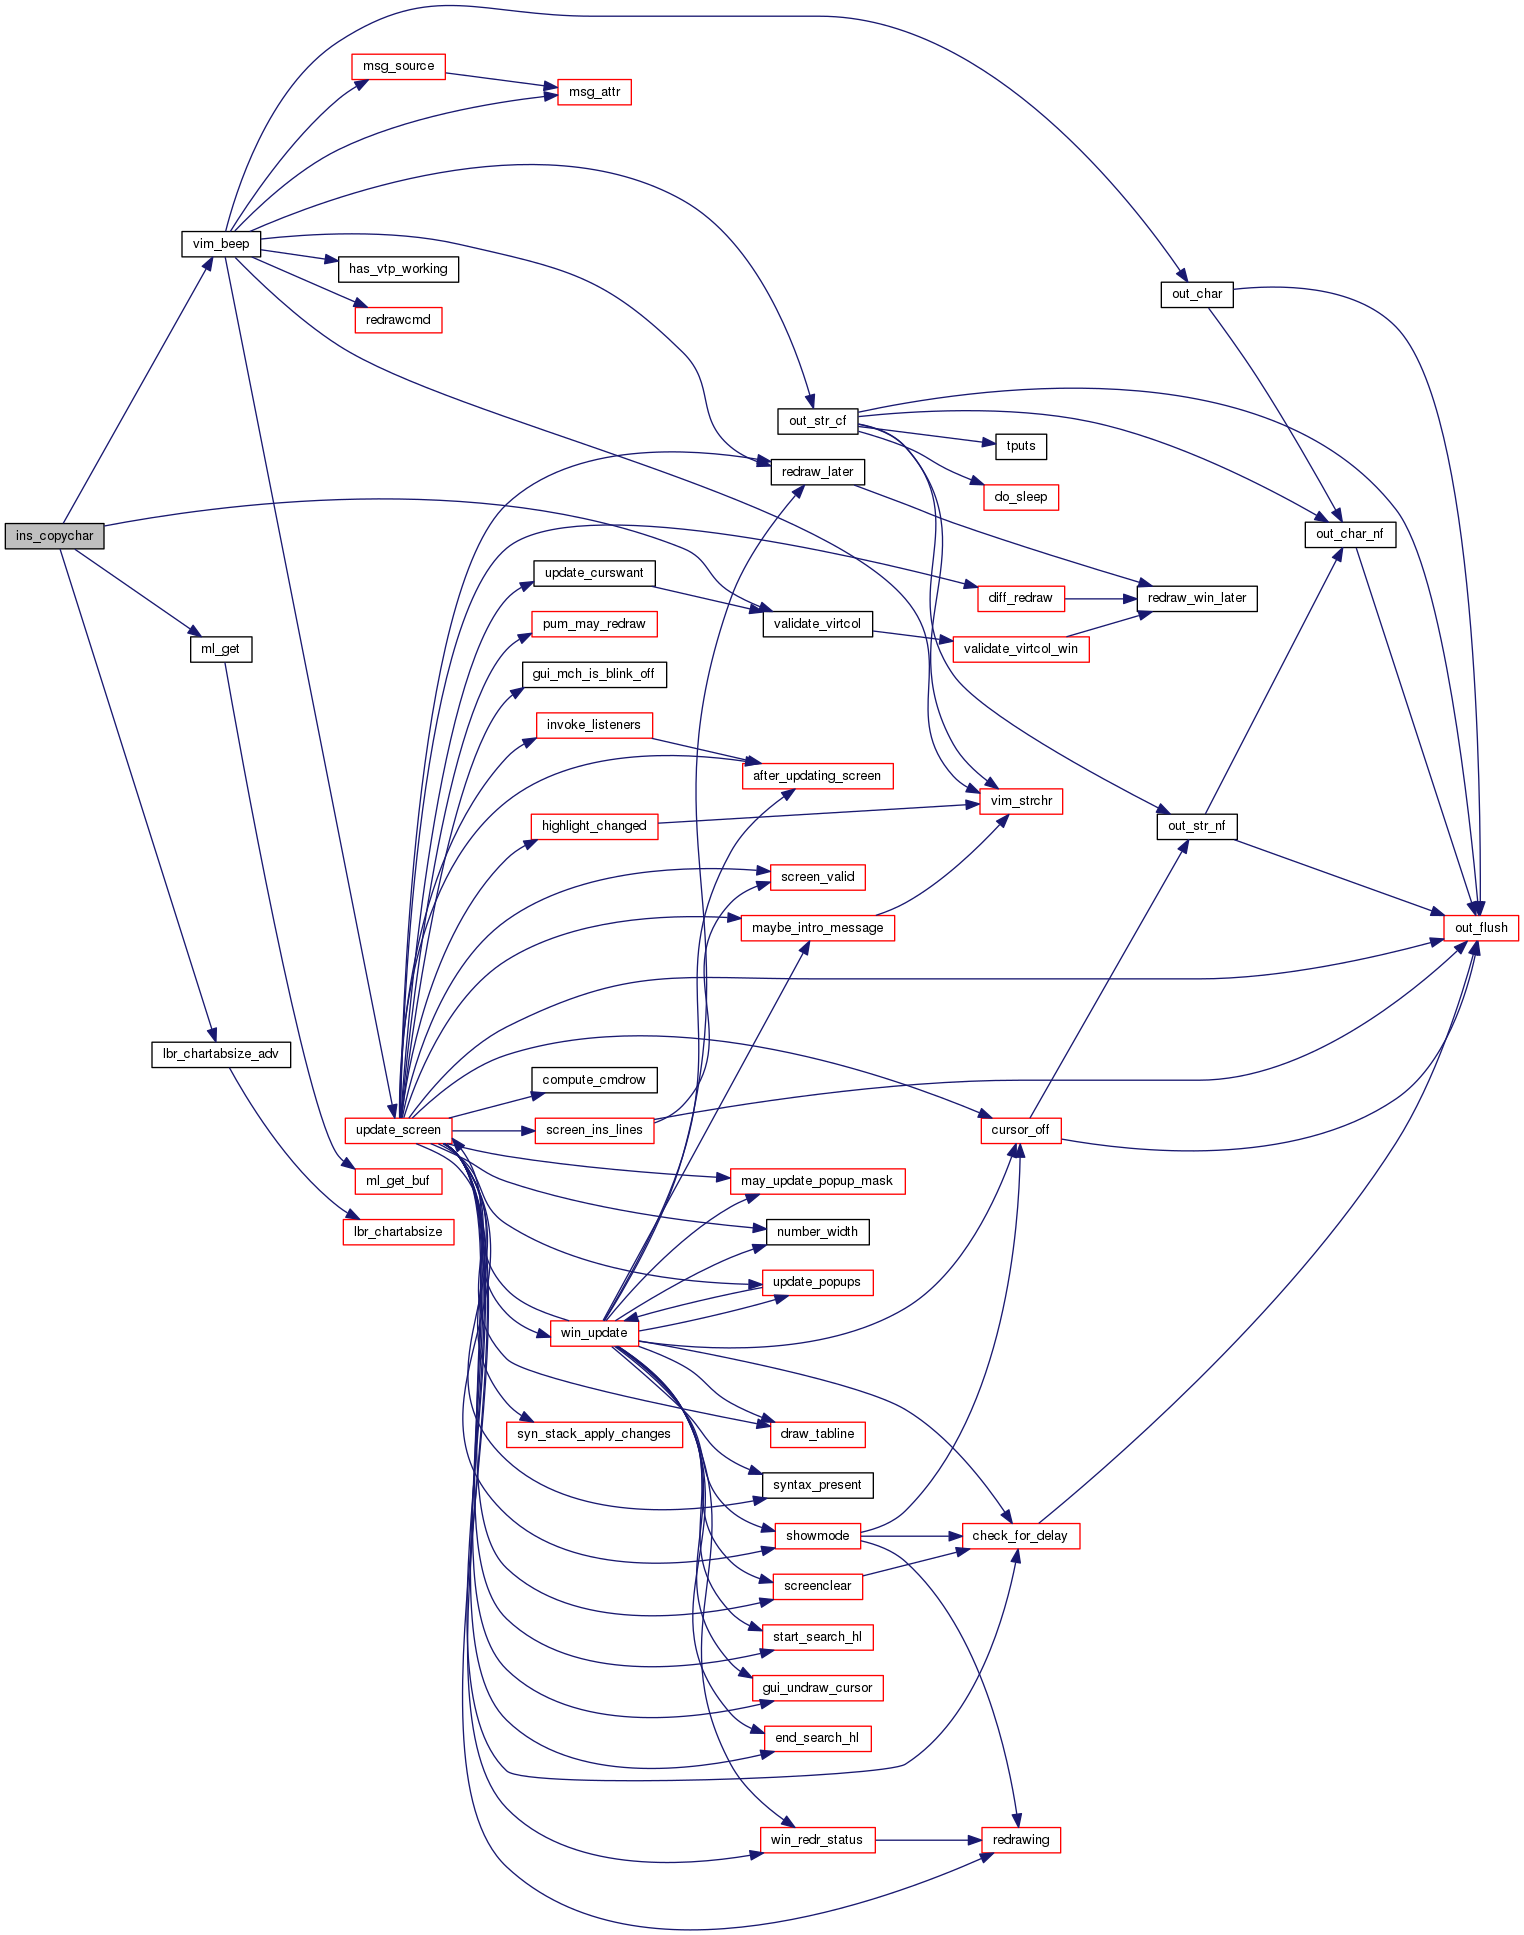 msg_source
msg_attr
vim_beep
has_vtp_working
out_char
redrawcmd
out_str_cf
tputs
redraw_later
do_sleep
ins_copychar
out_char_nf
update_curswant
diff_redraw
redraw_win_later
pum_may_redraw
validate_virtcol
ml_get
validate_virtcol_win
gui_mch_is_blink_off
invoke_listeners
after_updating_screen
vim_strchr
highlight_changed
out_str_nf
screen_valid
maybe_intro_message
out_flush
lbr_chartabsize_adv
compute_cmdrow
update_screen
screen_ins_lines
cursor_off
ml_get_buf
may_update_popup_mask
lbr_chartabsize
number_width
update_popups
win_update
syn_stack_apply_changes
draw_tabline
syntax_present
showmode
check_for_delay
screenclear
start_search_hl
gui_undraw_cursor
end_search_hl
win_redr_status
redrawing